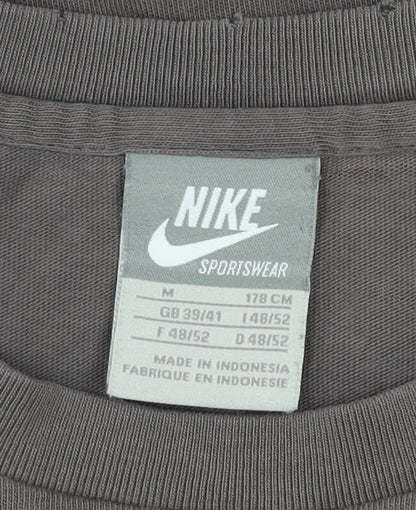 NIKE
SPORTSWEAR
M 178 CM
GB 39/41 I 48/52
F 48/52 D 48/52
MADE IN INDONESIA
FABRIQUE EN INDONESIE